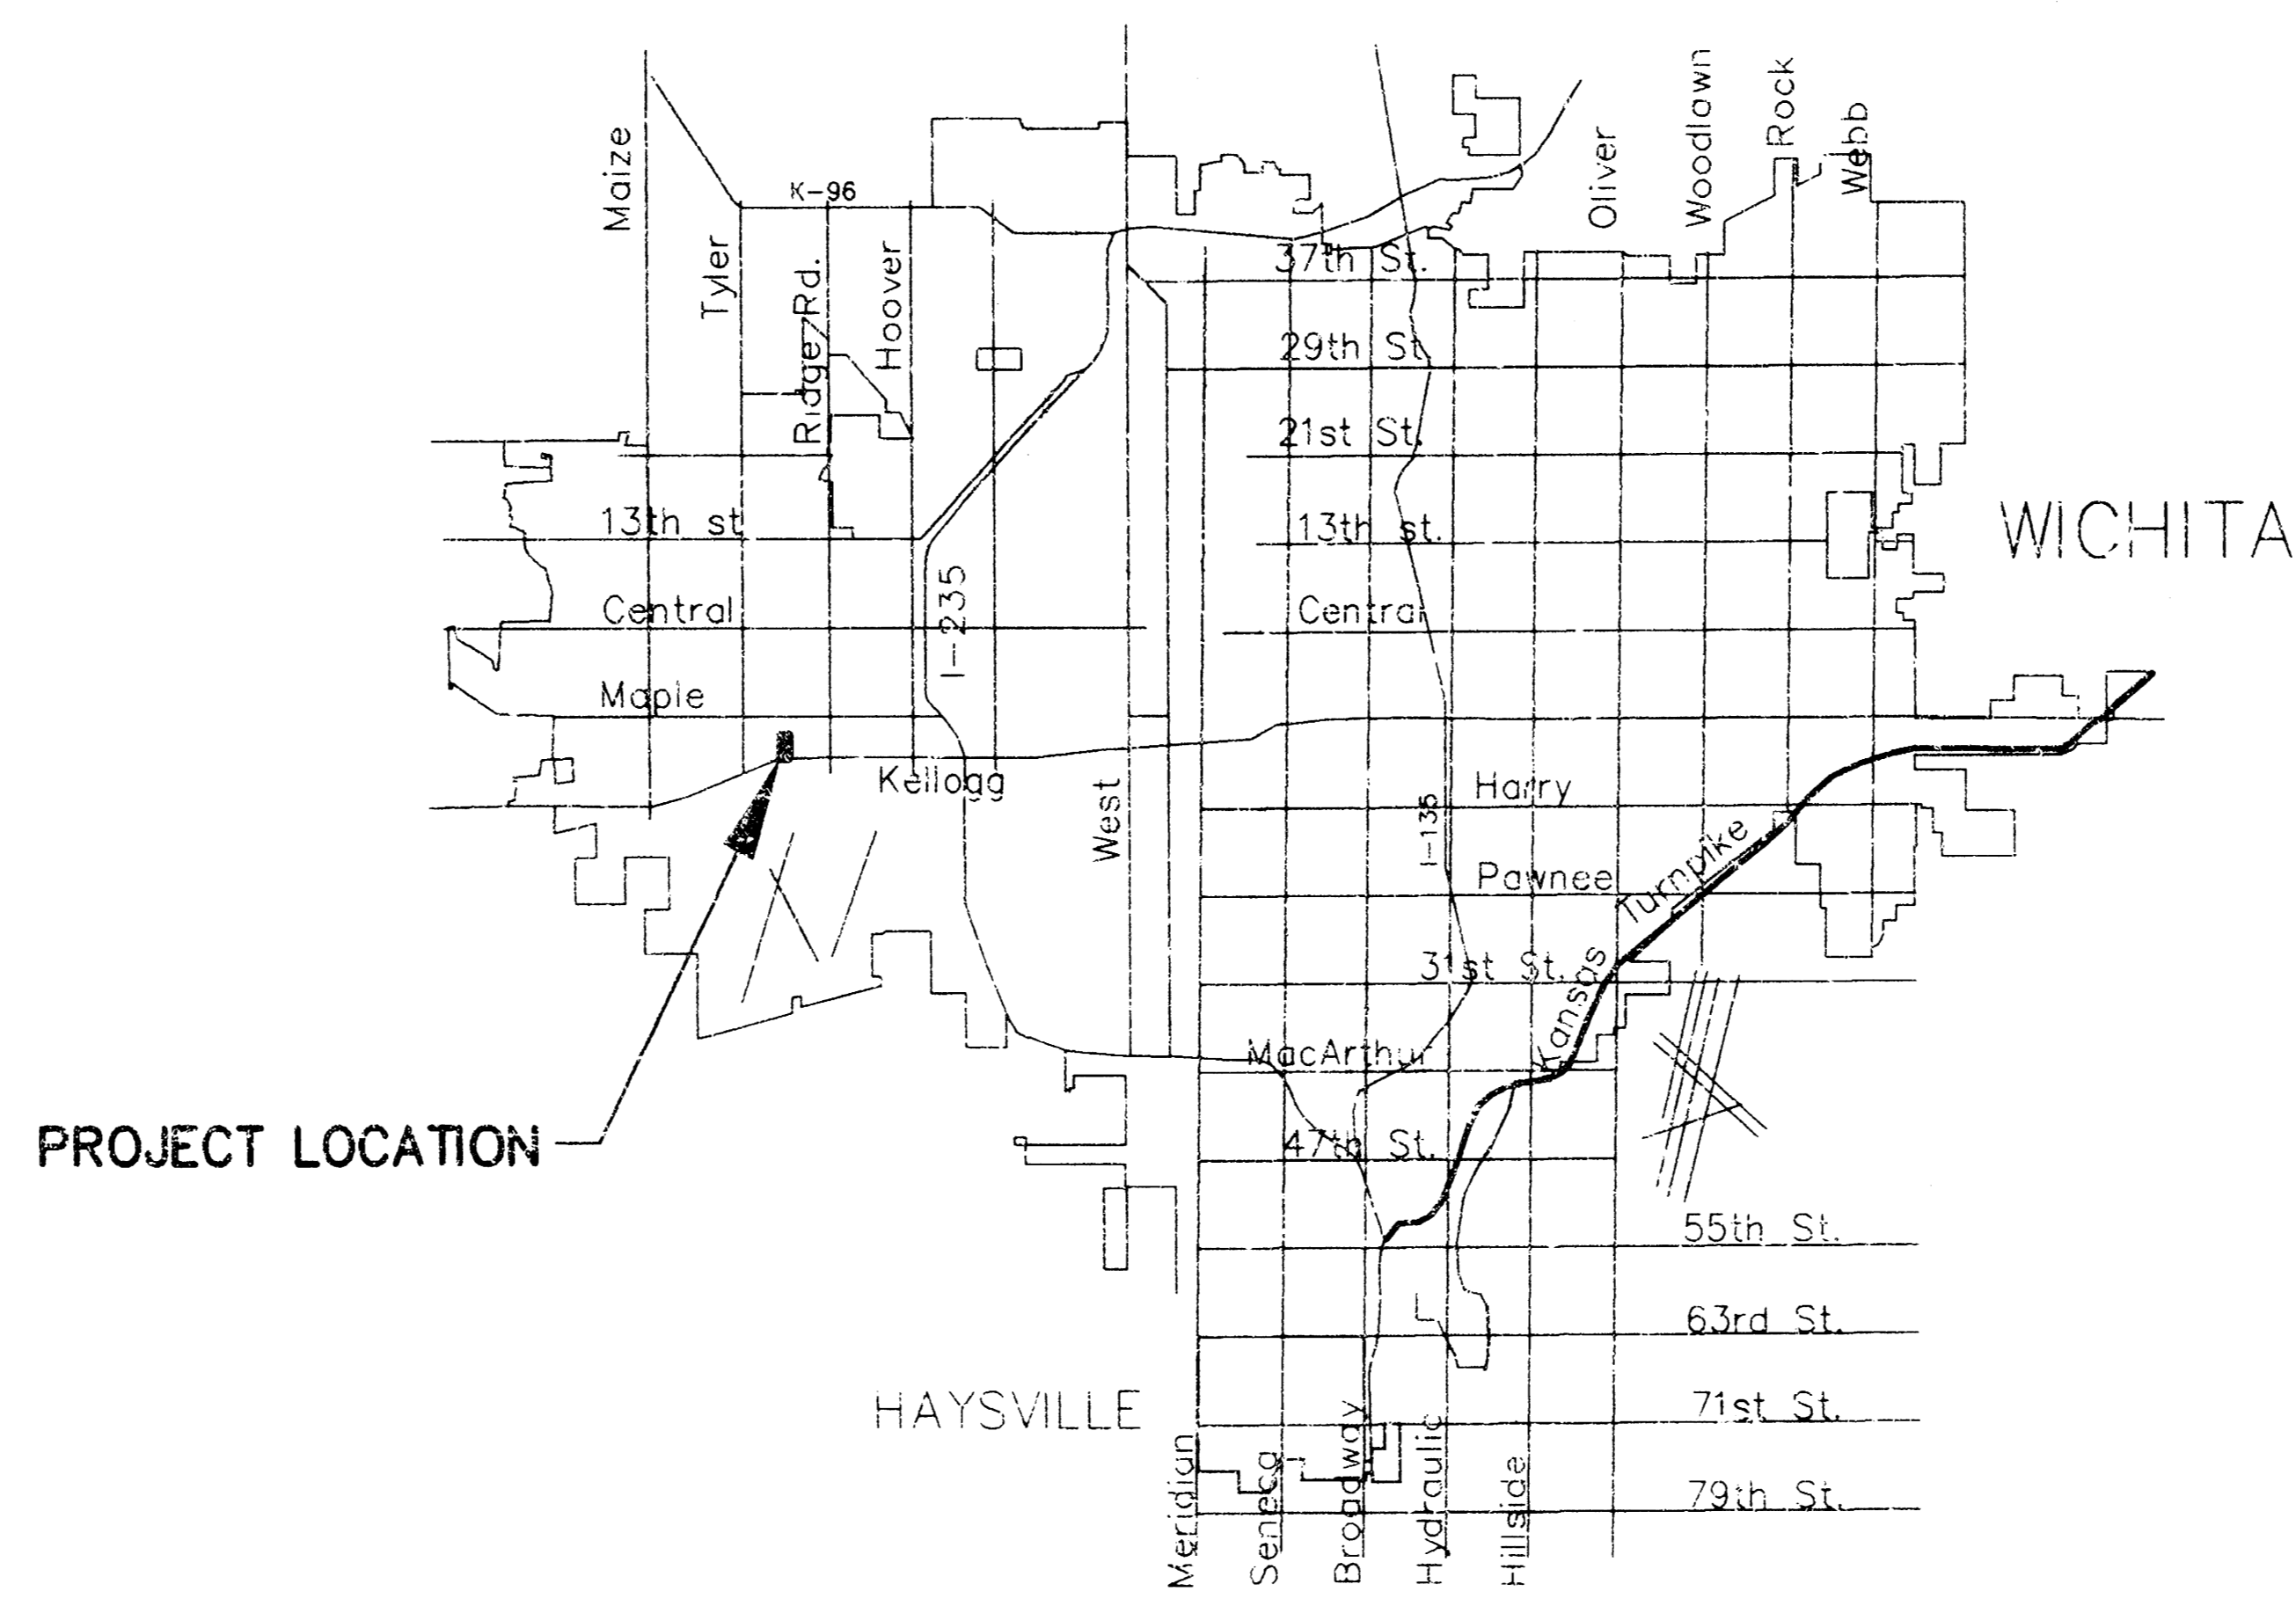 Maize
Tyler
K-96
Ridge Rd.
Hoover
Oliver
Woodlawn
Rock
Webb
37th St.
29th St.
21st St.
13th st
13th st.
WICHITA
I-235
Central
Central
Maple
Kellogg
West
I-135
Harry
Pawnee
Kansas Turnpike
31st St.
MacArthur
PROJECT LOCATION
47th St.
55th St.
63rd St.
HAYSVILLE
71st St.
79th St.
Meridian
Seneca
Broadway
Hydraulic
Hillside